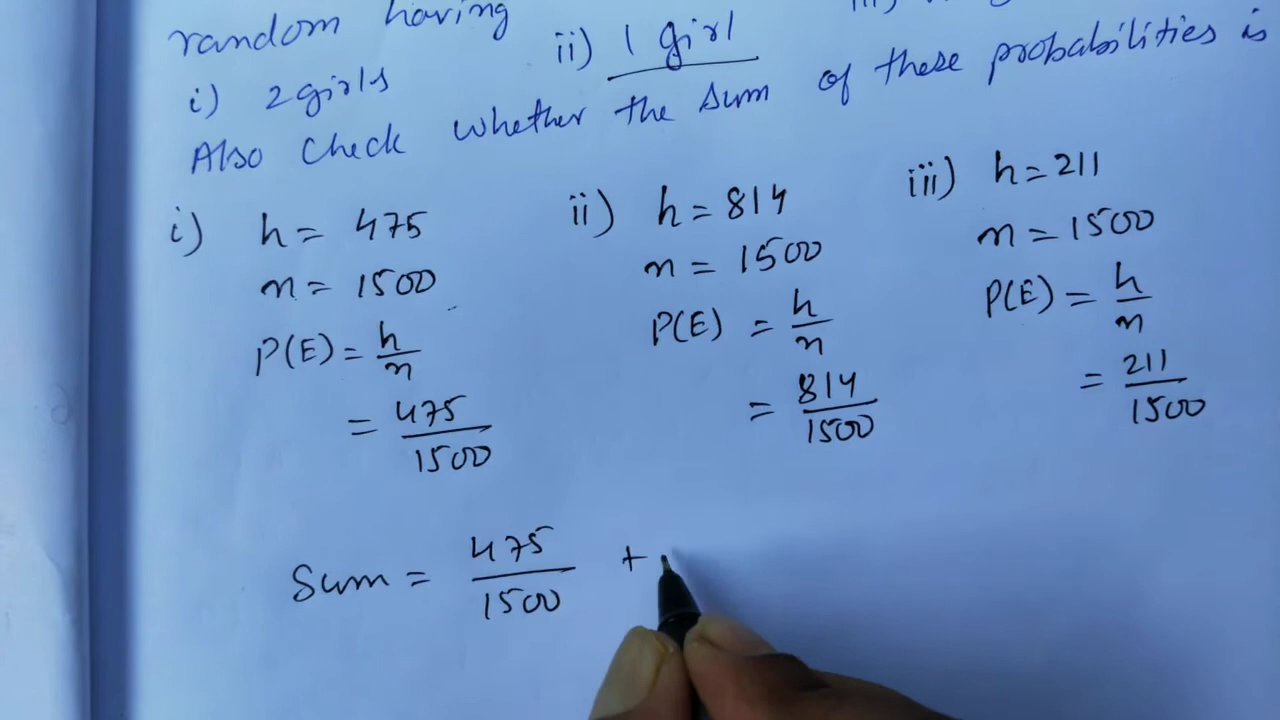 random having
i) 2 girls ii) 1 girl
Also Check whether the sum of these probabilities is
i) h = 475
n = 1500
P(E) = h/n
= 475/1500
ii) h = 814
n = 1500
P(E) = h/n
= 814/1500
iii) h = 211
n = 1500
P(E) = h/n
= 211/1500
Sum = 475/1500 +